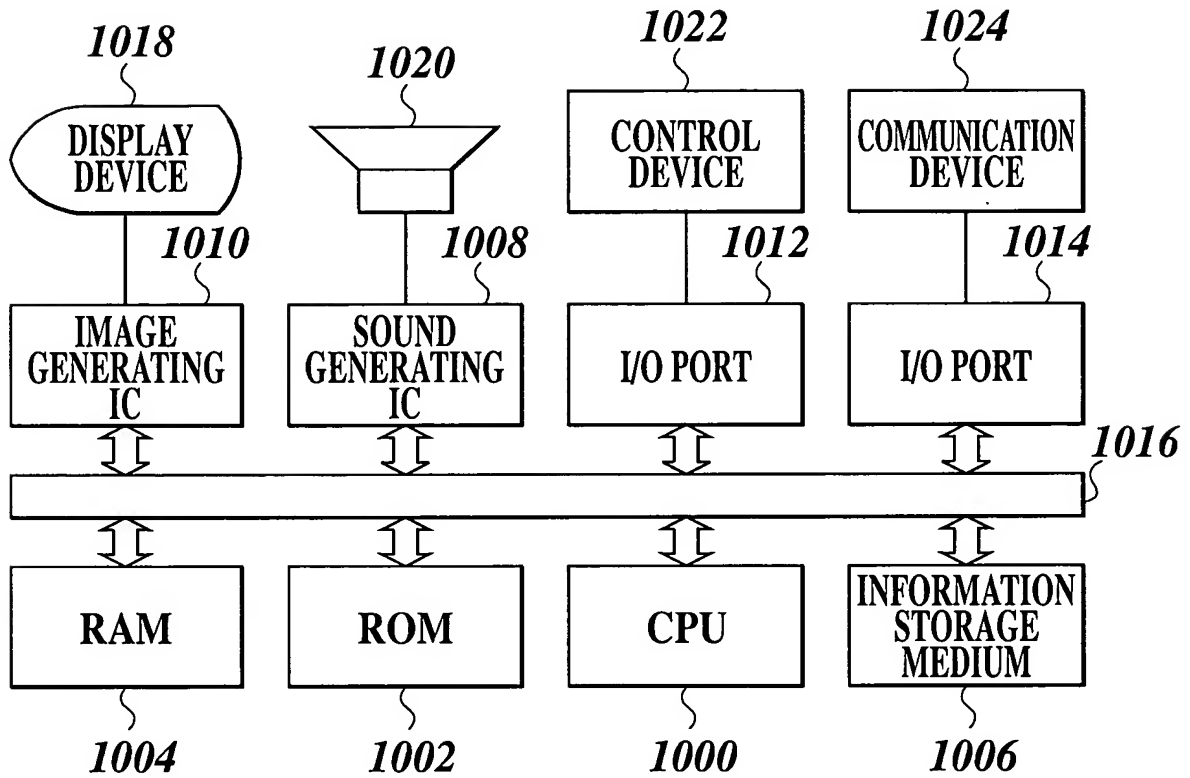 1018
1020
1022
1024
DISPLAY
DEVICE
CONTROL
DEVICE
COMMUNICATION
DEVICE
1010
1008
1012
1014
IMAGE
GENERATING
IC
SOUND
GENERATING
IC
I/O PORT
I/O PORT
1016
RAM
ROM
CPU
INFORMATION
STORAGE
MEDIUM
1004
1002
1000
1006